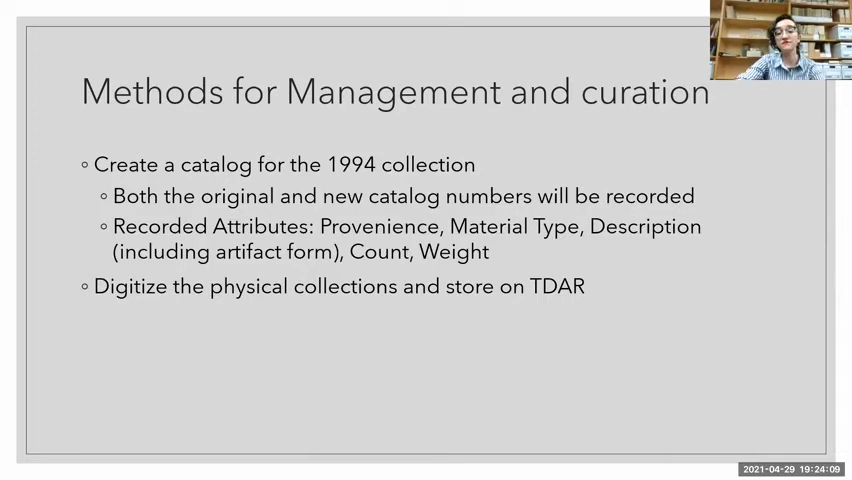 Methods for Management and curation
◦ Create a catalog for the 1994 collection
◦ Both the original and new catalog numbers will be recorded
◦ Recorded Attributes: Provenience, Material Type, Description
(including artifact form), Count, Weight
◦ Digitize the physical collections and store on TDAR
2021-04-29 19:24:09